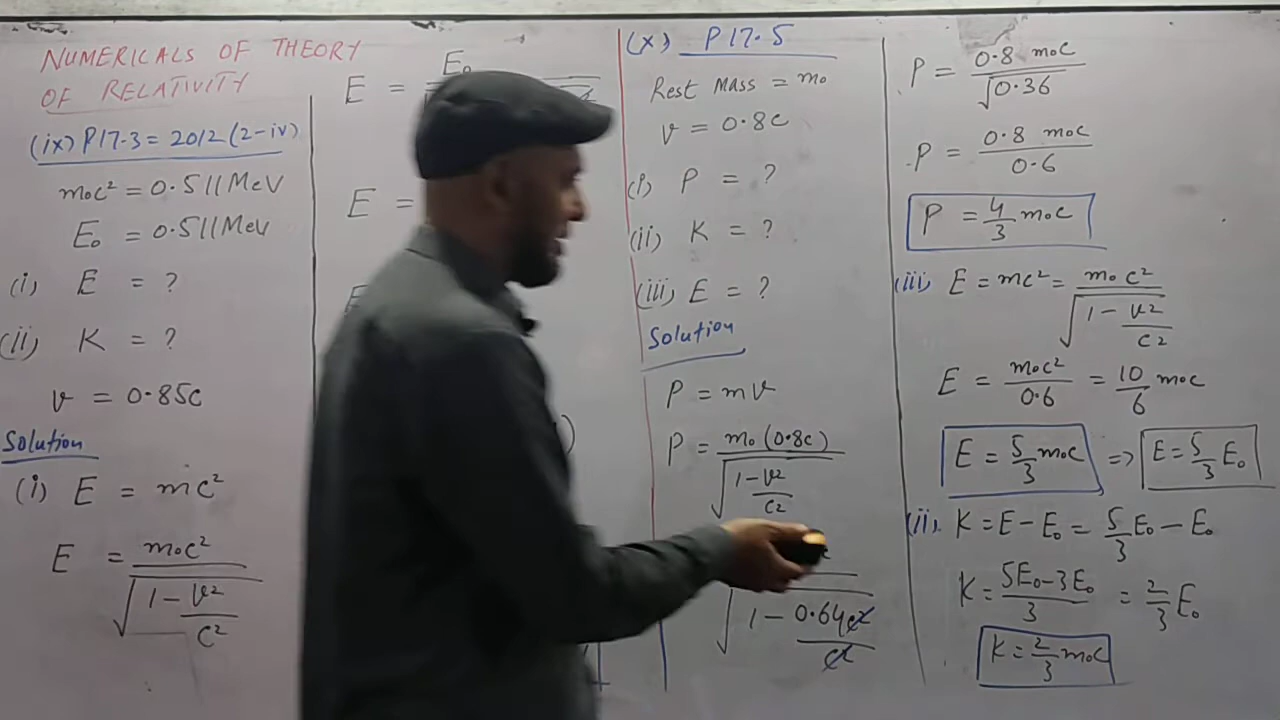 NUMERICALS OF THEORY
OF RELATIVITY
(ix) P17.3 = 2012 (2-iv)
m₀c² = 0.511 MeV
E₀ = 0.511 MeV
(i) E = ?
(ii) K = ?
v = 0.85c
Solution
(i) E = mc²
E = m₀c² / √(1 - v²/c²)
E = E₀
E =
(x) P17.5
Rest Mass = m₀
v = 0.8c
(i) P = ?
(ii) K = ?
(iii) E = ?
Solution
P = mv
P = m₀(0.8c) / √(1 - v²/c²)
√(1 - 0.64c²/c²)
P = 0.8 m₀c / √0.36
P = 0.8 m₀c / 0.6
P = 4/3 m₀c
(iii) E = mc² = m₀c² / √(1 - v²/c²)
E = m₀c² / 0.6 = 10/6 m₀c
E = 5/3 m₀c => E = 5/3 E₀
(ii). K = E - E₀ = 5/3 E₀ - E₀
K = (5E₀ - 3E₀) / 3 = 2/3 E₀
K = 2/3 m₀c